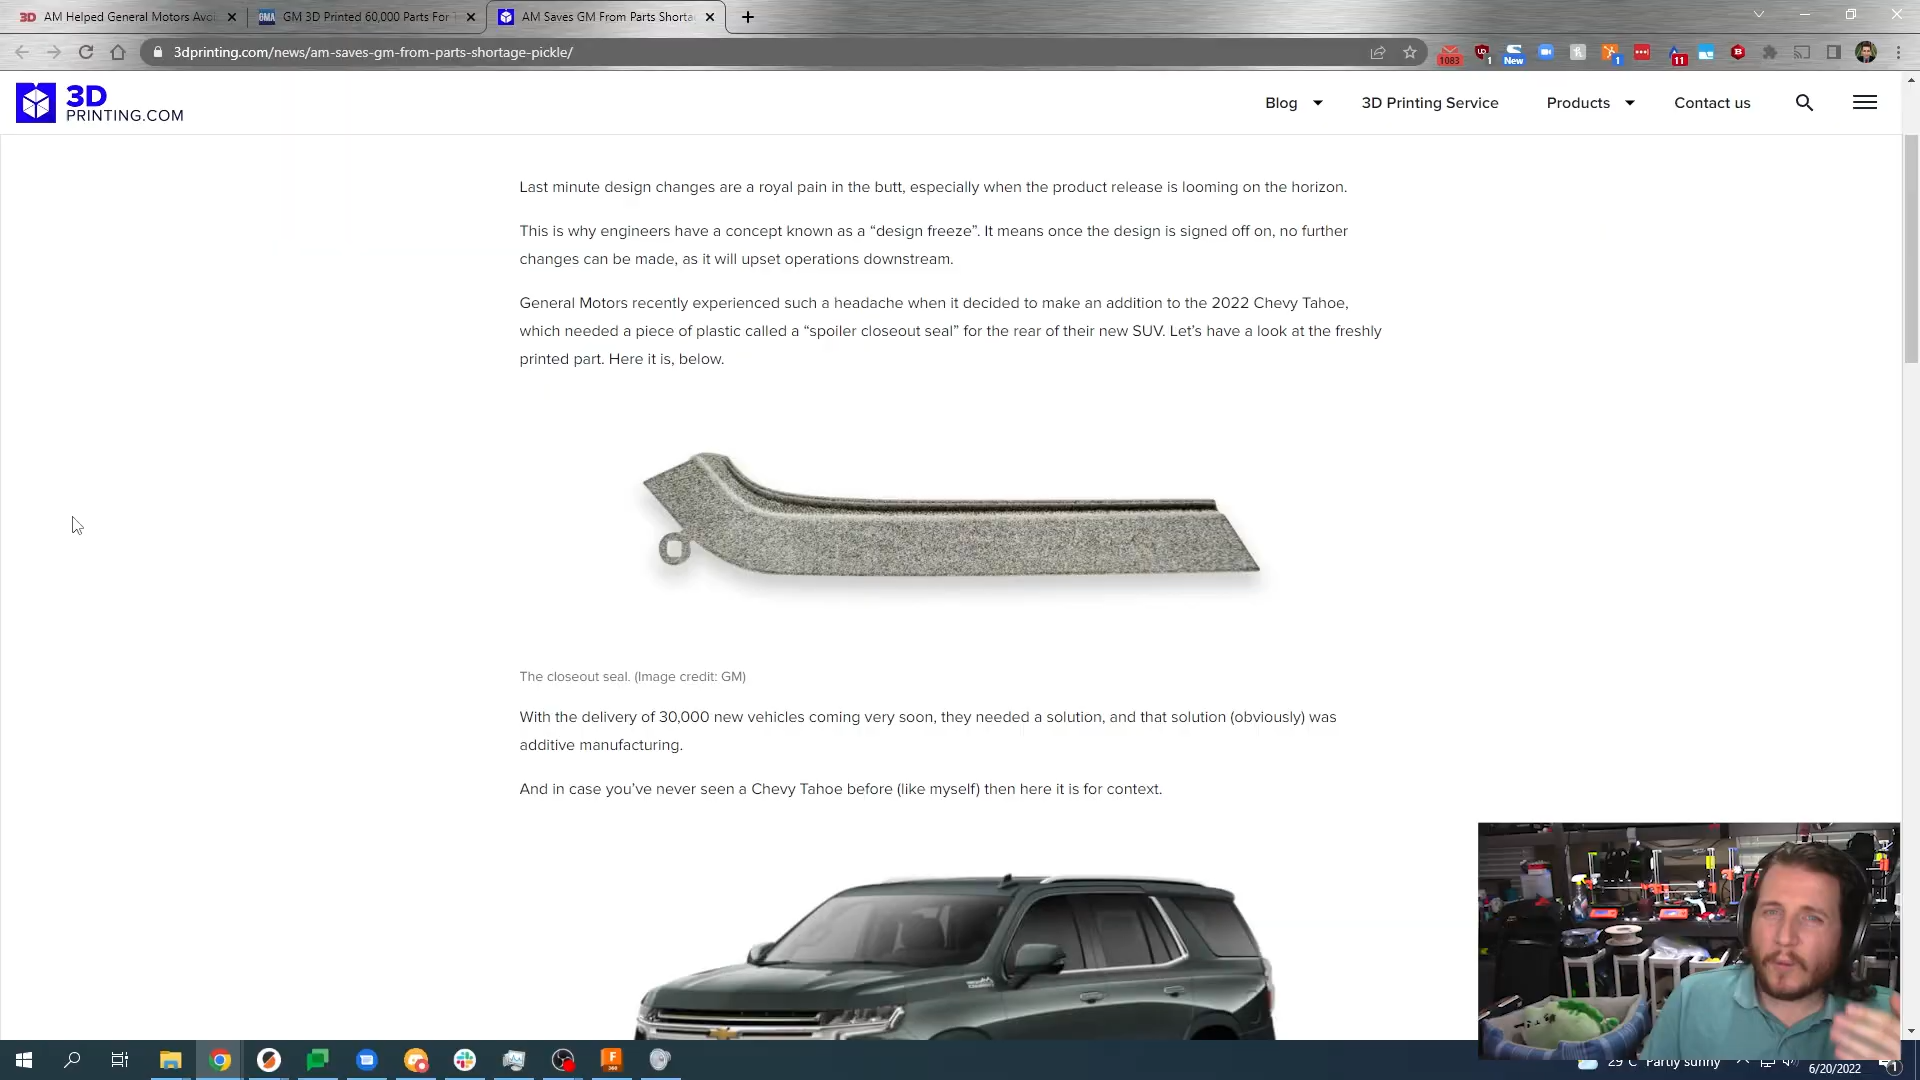 AM Helped General Motors Avo
GM 3D Printed 60,000 Parts For T
AM Saves GM From Parts Shorta
3dprinting.com/news/am-saves-gm-from-parts-shortage-pickle/
1083
1
New
1
11
3D
PRINTING.COM
Blog
3D Printing Service
Products
Contact us
Last minute design changes are a royal pain in the butt, especially when the product release is looming on the horizon.
This is why engineers have a concept known as a “design freeze”. It means once the design is signed off on, no further
changes can be made, as it will upset operations downstream.
General Motors recently experienced such a headache when it decided to make an addition to the 2022 Chevy Tahoe,
which needed a piece of plastic called a “spoiler closeout seal” for the rear of their new SUV. Let’s have a look at the freshly
printed part. Here it is, below.
The closeout seal. (Image credit: GM)
With the delivery of 30,000 new vehicles coming very soon, they needed a solution, and that solution (obviously) was
additive manufacturing.
And in case you’ve never seen a Chevy Tahoe before (like myself) then here it is for context.
29°C Partly sunny
6/20/2022
1